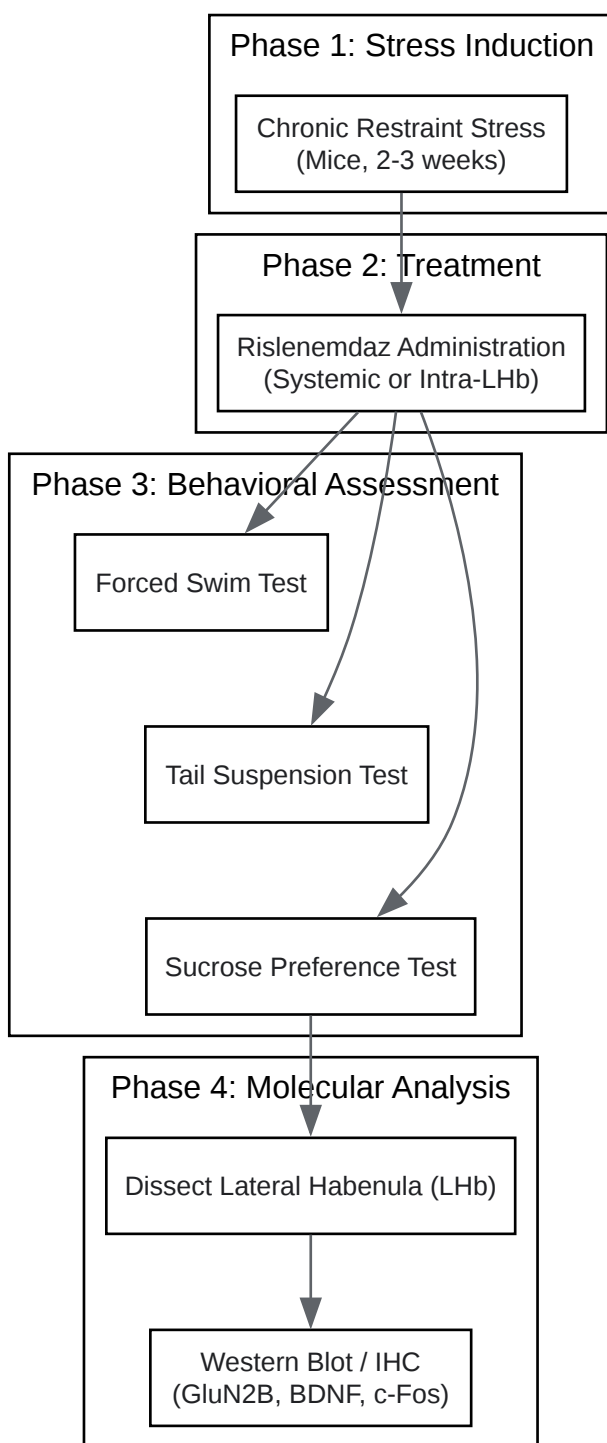 Phase 1: Stress Induction
Chronic Restraint Stress
(Mice, 2-3 weeks)
Phase 2: Treatment
Rislenemdaz Administration
(Systemic or Intra-LHb)
Phase 3: Behavioral Assessment
Forced Swim Test
Tail Suspension Test
Sucrose Preference Test
Phase 4: Molecular Analysis
Dissect Lateral Habenula (LHb)
Western Blot / IHC
(GluN2B, BDNF, c-Fos)